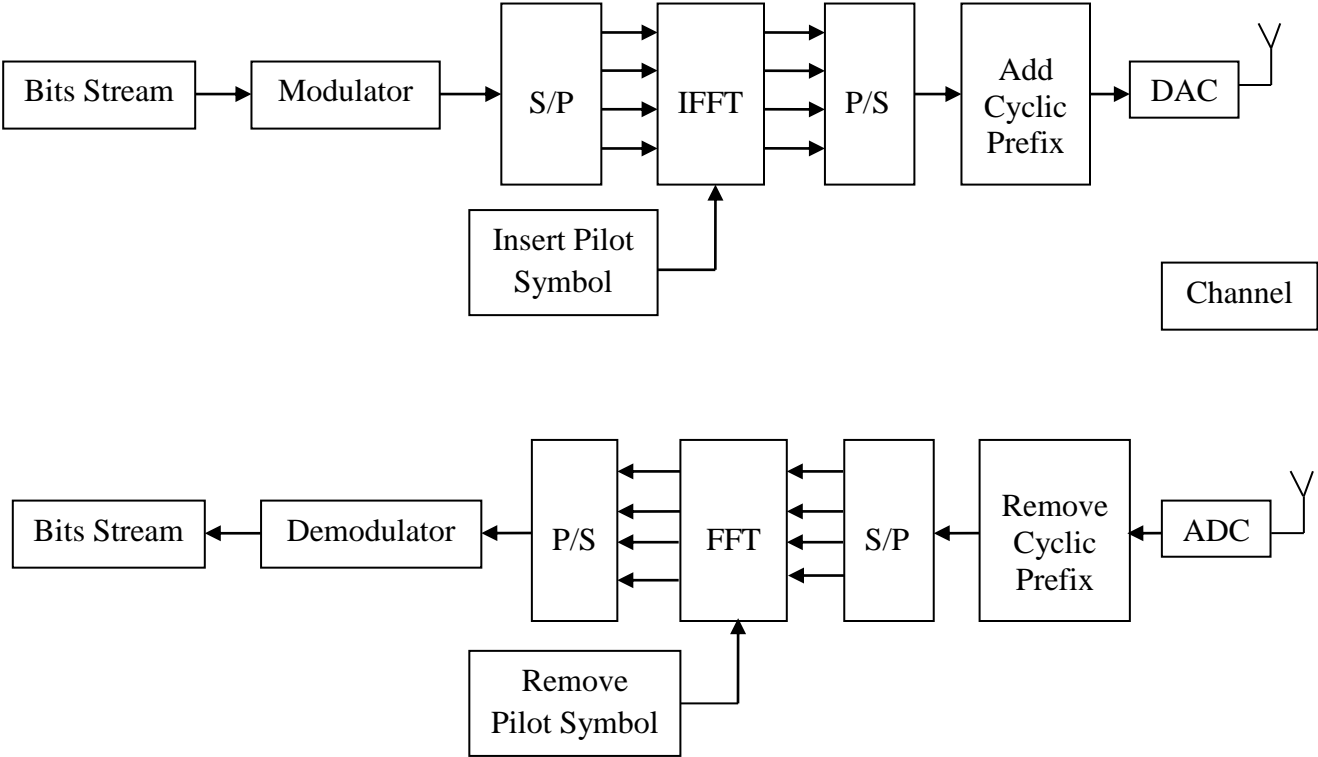 Bits Stream
Modulator
S/P
IFFT
P/S
Add
Cyclic
Prefix
DAC
Insert Pilot
Symbol
Channel
Bits Stream
Demodulator
P/S
FFT
S/P
Remove
Cyclic
Prefix
ADC
Remove
Pilot Symbol